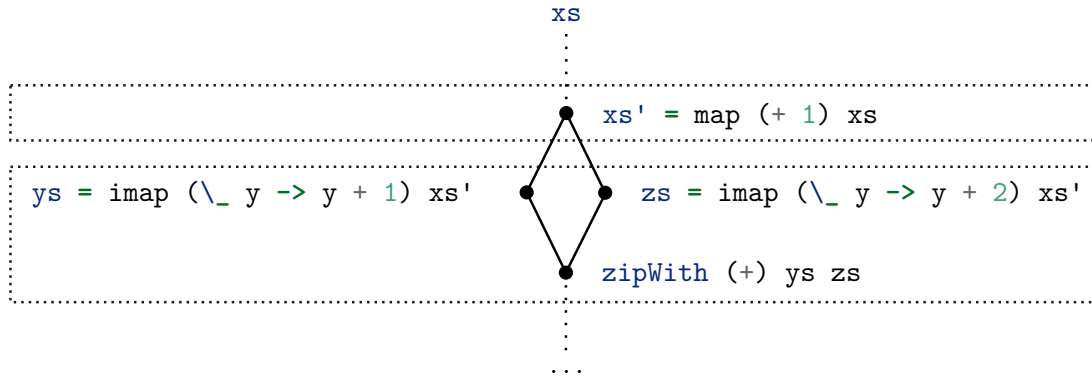 xs
xs' = map (+ 1) xs
ys = imap (\_ y -> y + 1) xs'
zs = imap (\_ y -> y + 2) xs'
zipWith (+) ys zs
...